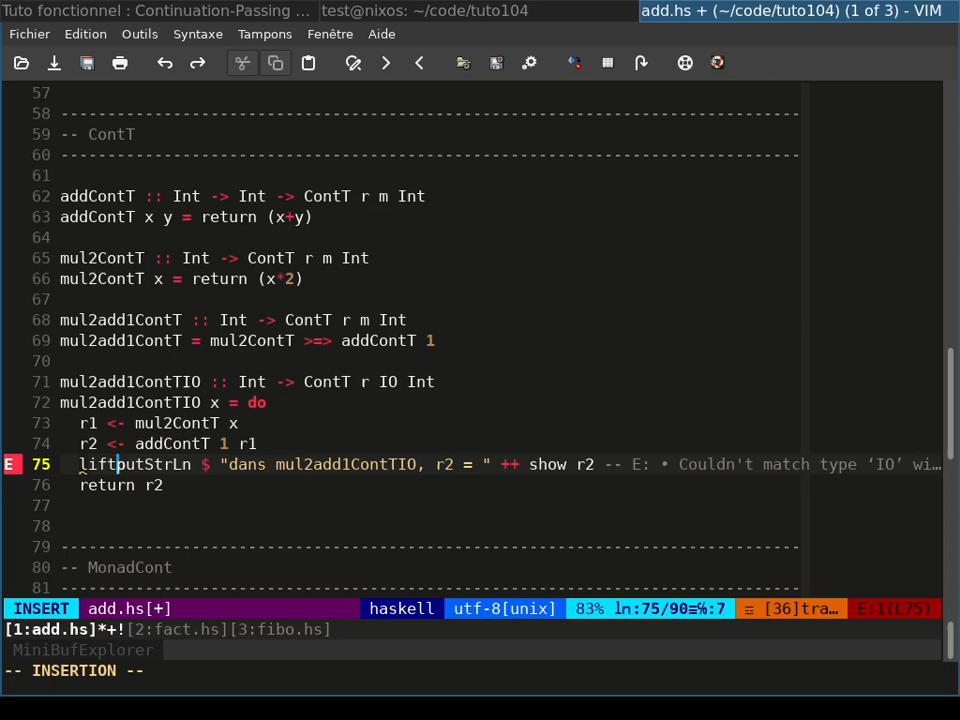 Tuto fonctionnel : Continuation-Passing ... test@nixos: ~/code/tuto104 add.hs + (~/code/tuto104) (1 of 3) - VIM
Fichier Edition Outils Syntaxe Tampons Fenêtre Aide
57
58 -------------------------------------------------------------------------------
59 -- ContT
60 -------------------------------------------------------------------------------
61
62 addContT :: Int -> Int -> ContT r m Int
63 addContT x y = return (x+y)
64
65 mul2ContT :: Int -> ContT r m Int
66 mul2ContT x = return (x*2)
67
68 mul2add1ContT :: Int -> ContT r m Int
69 mul2add1ContT = mul2ContT >=> addContT 1
70
71 mul2add1ContTIO :: Int -> ContT r IO Int
72 mul2add1ContTIO x = do
73   r1 <- mul2ContT x
74   r2 <- addContT 1 r1
E 75   liftputStrLn $ "dans mul2add1ContTIO, r2 = " ++ show r2 -- E: • Couldn't match type ‘IO’ wi…
76   return r2
77
78
79 -------------------------------------------------------------------------------
80 -- MonadCont
81 -------------------------------------------------------------------------------
INSERT add.hs[+] haskell utf-8[unix] 83% ln:75/90≡℅:7 ☲ [36]tra… E:1(L75)
[1:add.hs]*+![2:fact.hs][3:fibo.hs]
MiniBufExplorer
-- INSERTION --